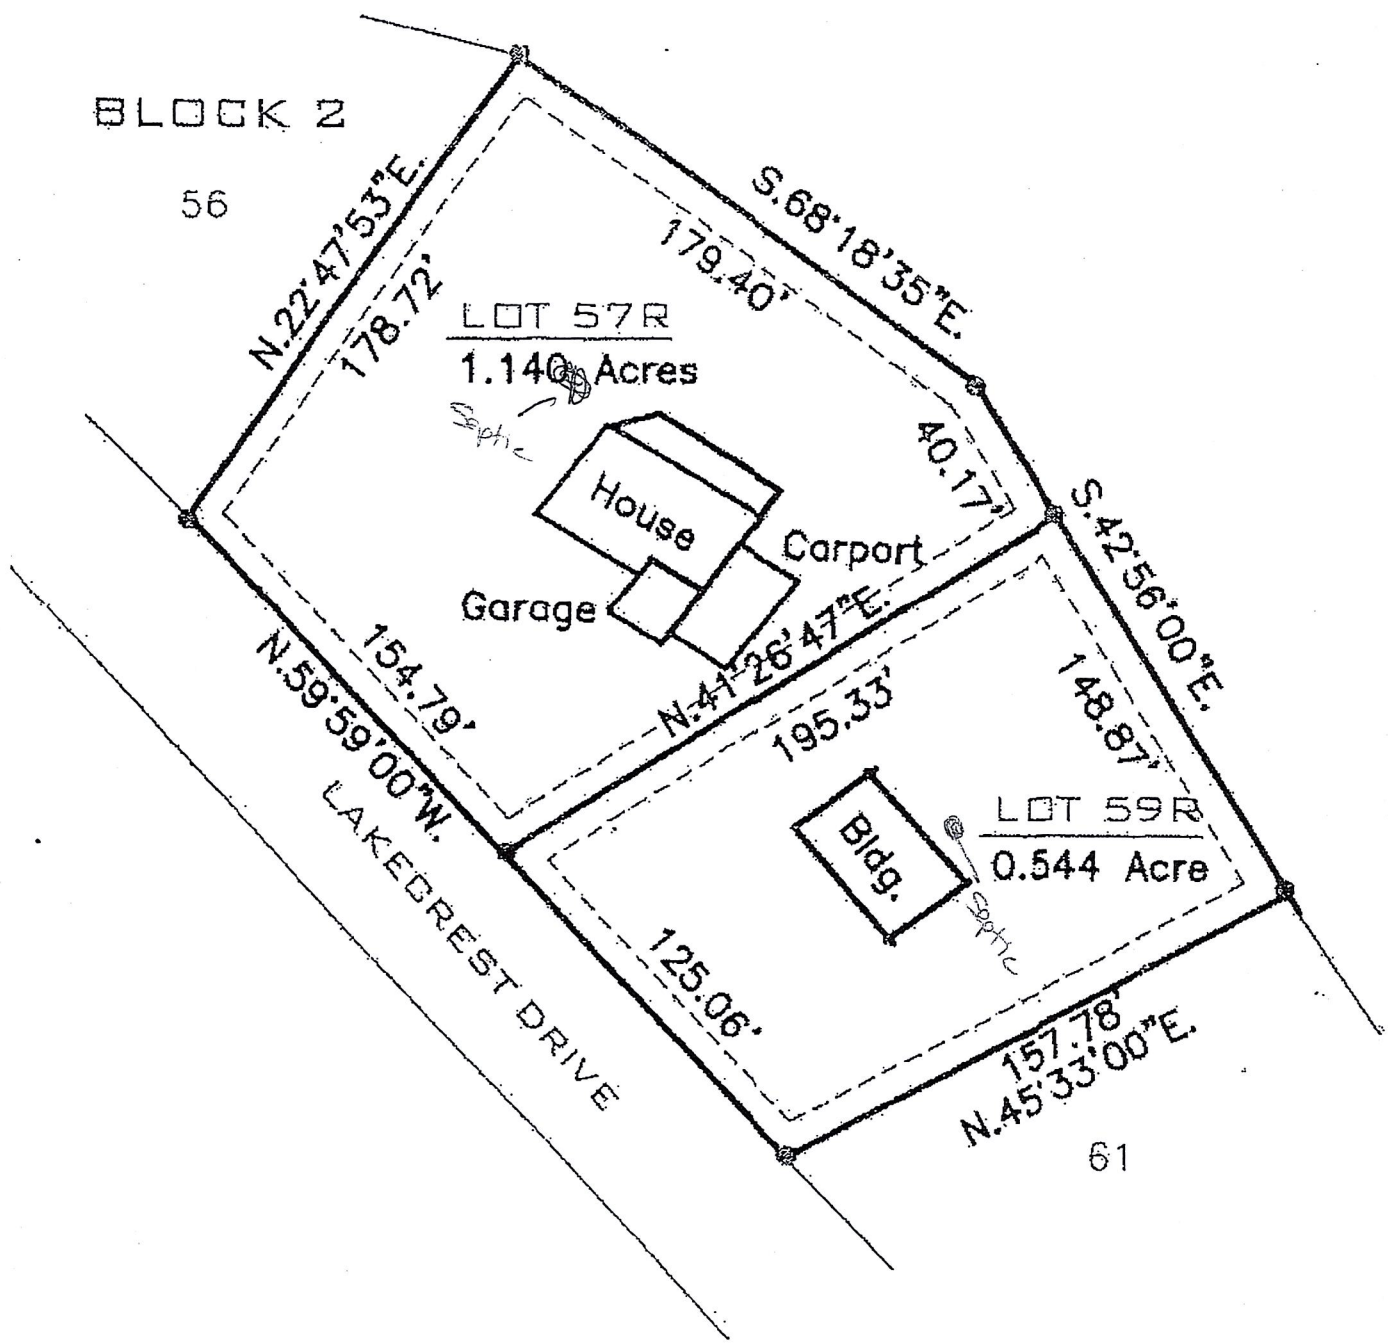 BLOCK 2
56
N.22°47'53"E.
178.72'
S.68°18'35"E.
179.40'
LOT 57R
1.140 Acres
Septic
House
Carport
Garage
40.17'
S.42°56'00"E.
148.87'
154.79'
N.59°59'00"W.
N.41°26'47"E.
195.33'
LAKECREST DRIVE
Bldg.
LOT 59R
0.544 Acre
Septic
125.06'
157.78'
N.45°33'00"E.
61